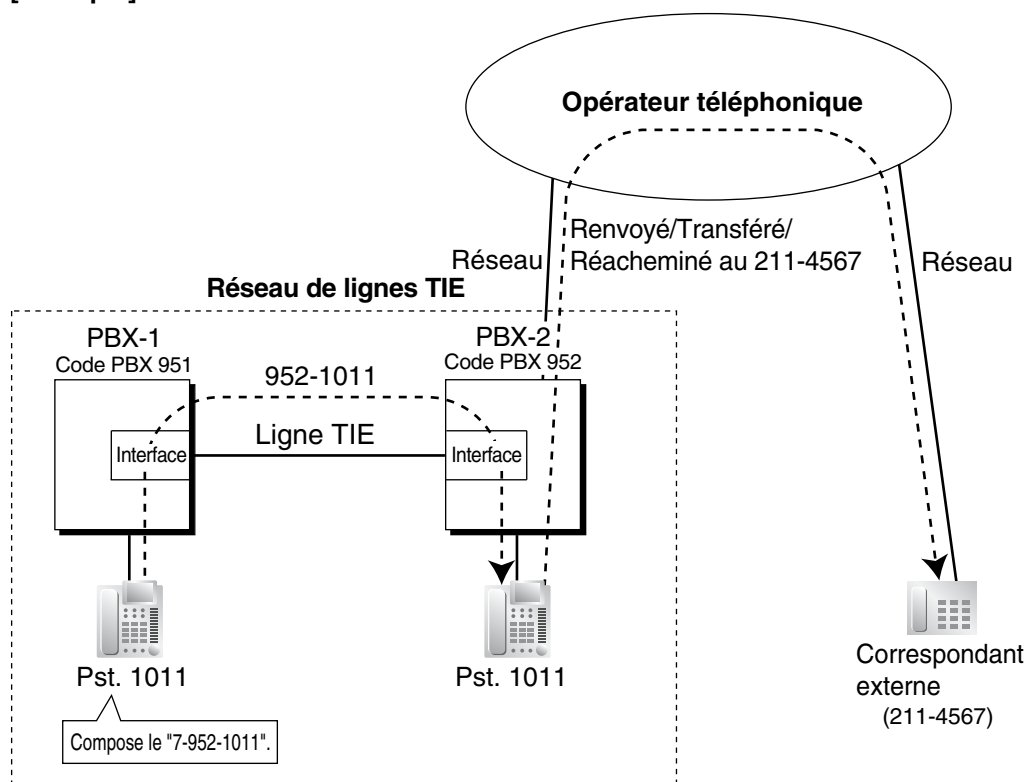 Opérateur téléphonique
Renvoyé/Transféré/
Réacheminé au 211-4567
Réseau
Réseau
Réseau de lignes TIE
PBX-1
Code PBX 951
PBX-2
Code PBX 952
952-1011
Ligne TIE
Interface
Interface
Pst. 1011
Pst. 1011
Compose le "7-952-1011".
Correspondant
externe
(211-4567)